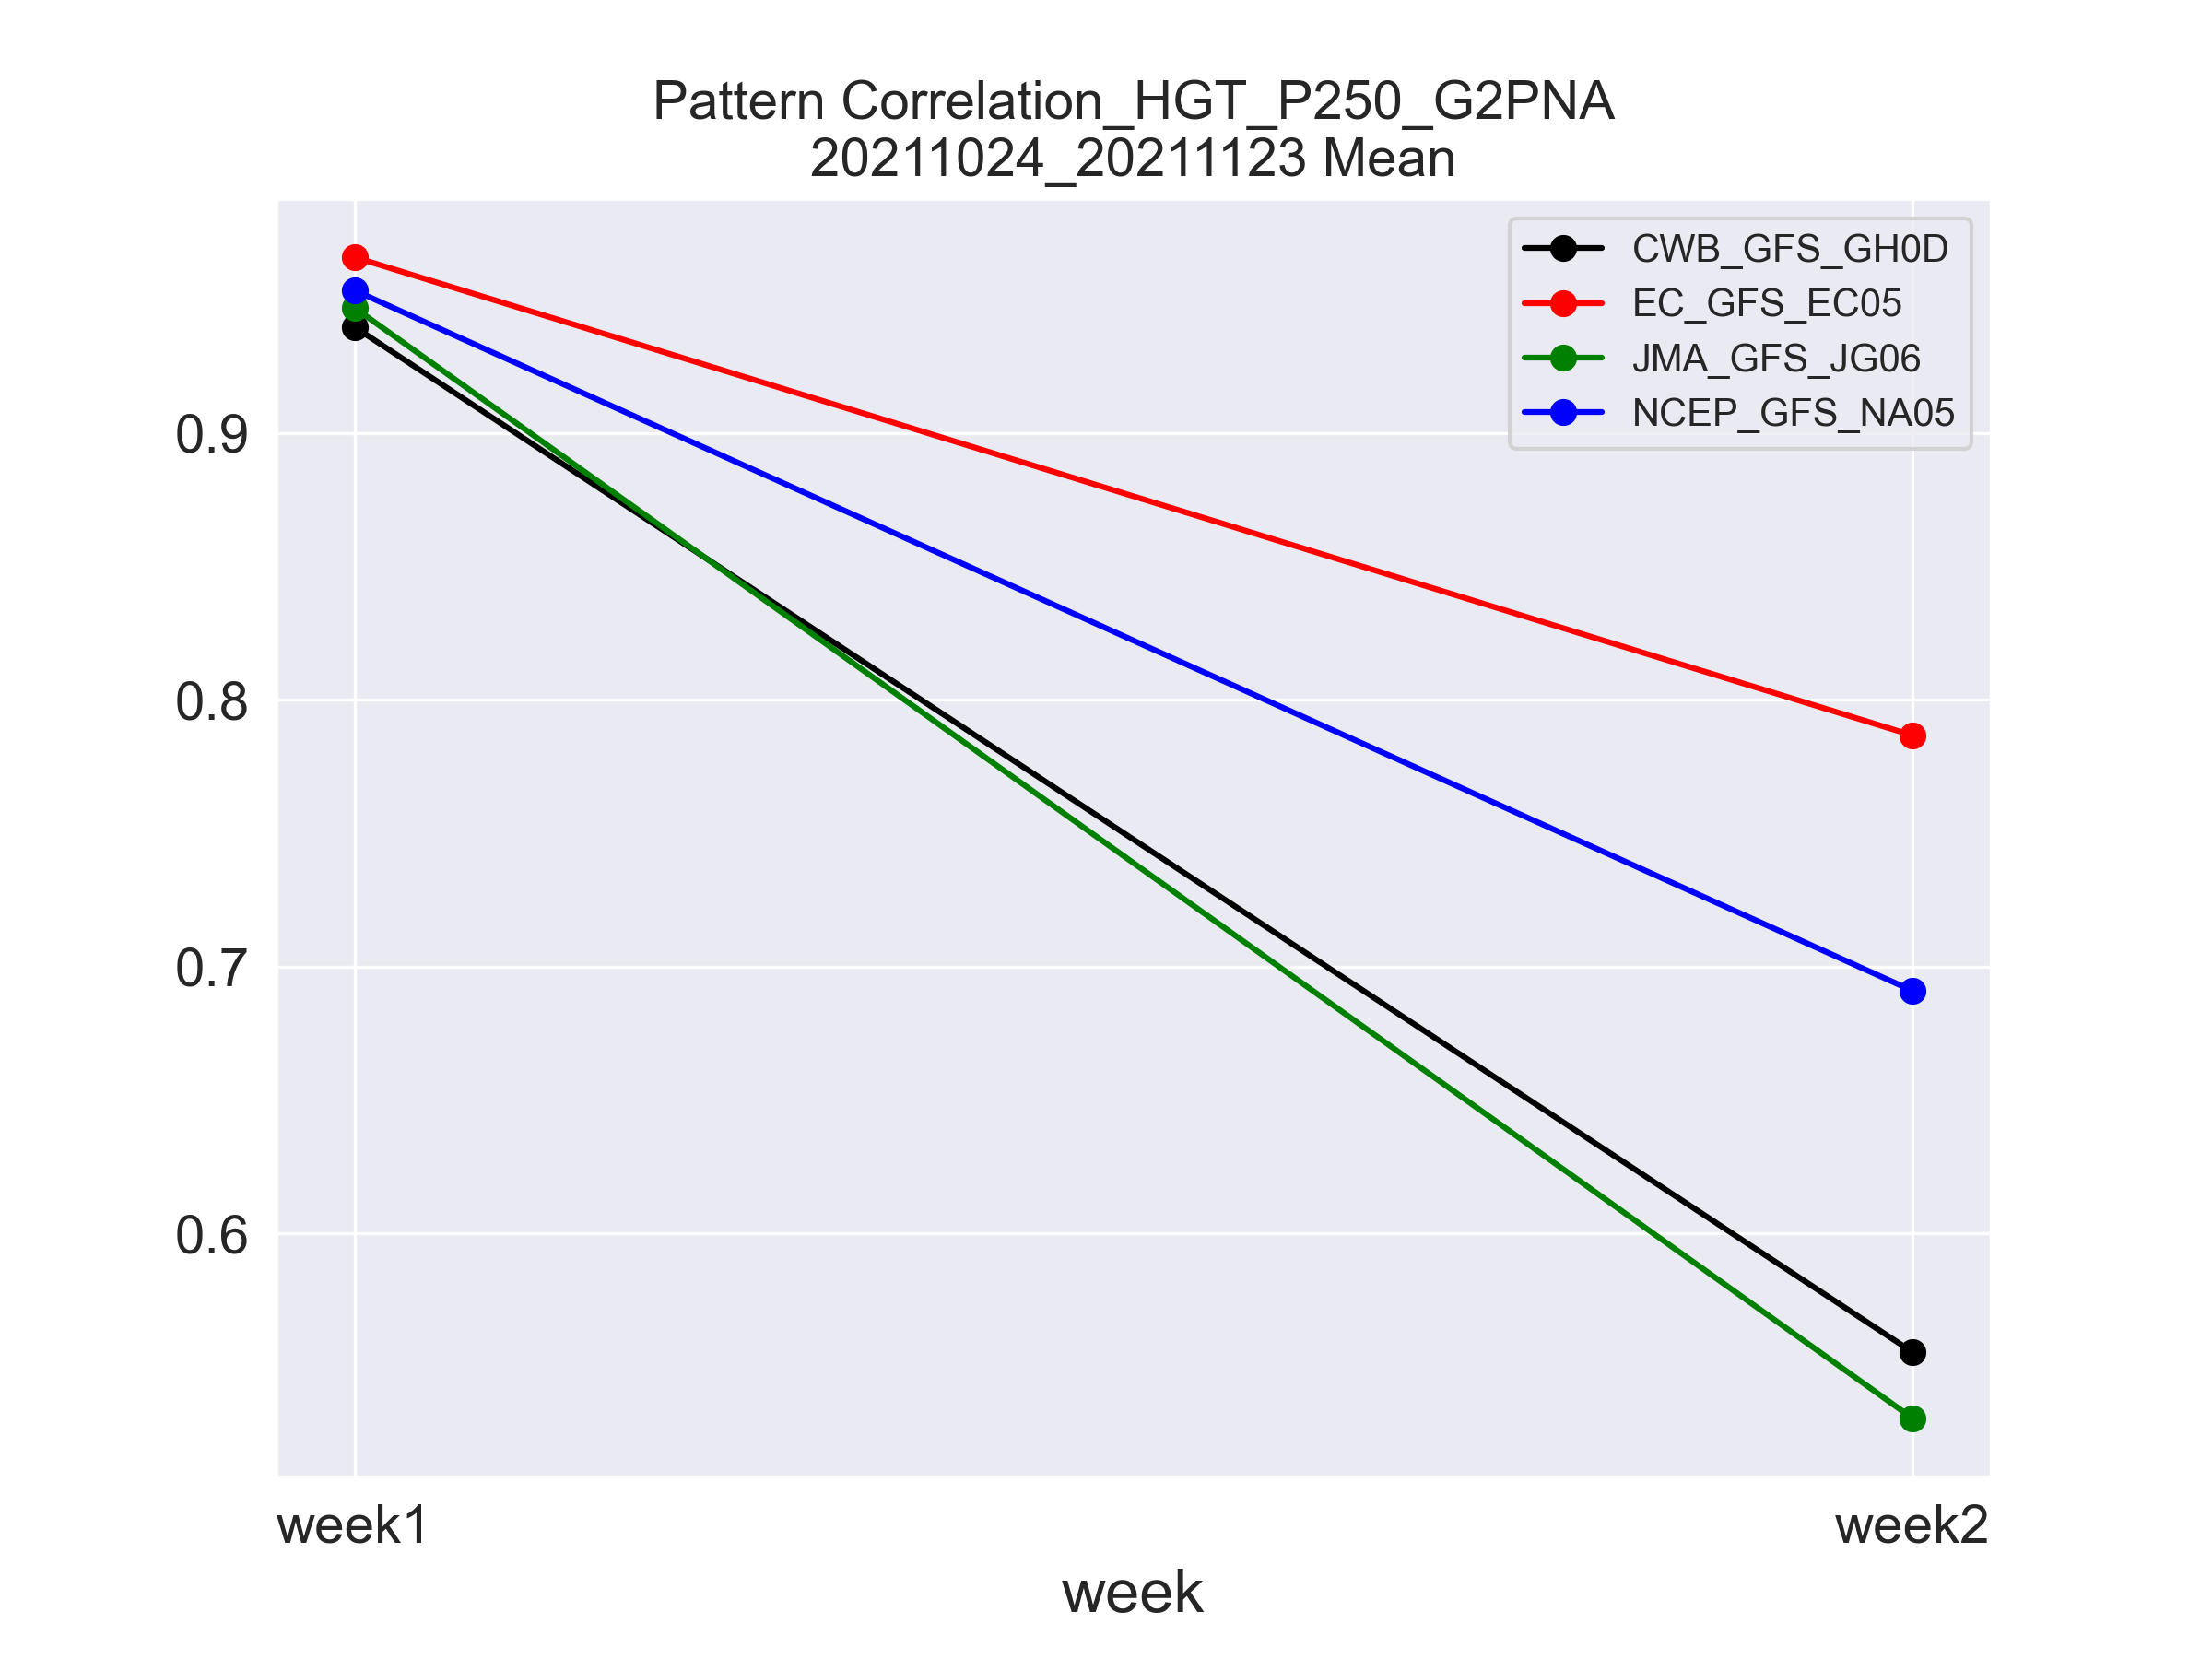 Pattern Correlation_HGT_P250_G2PNA
20211024_20211123 Mean
CWB_GFS_GH0D
EC_GFS_EC05
JMA_GFS_JG06
NCEP_GFS_NA05
0.9
0.8
0.7
0.6
week1
week2
week